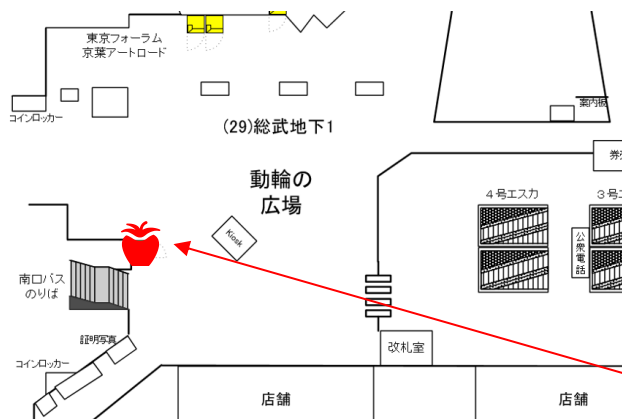 東京フォーラム
京葉アートロード
コインロッカー
(29)総武地下1
案内板
動輪の
広場
Kiosk
4号エスカ
3号エ
公衆電話
券売
南口バス
のりば
証明写真
コインロッカー
改札室
店舗
店舗